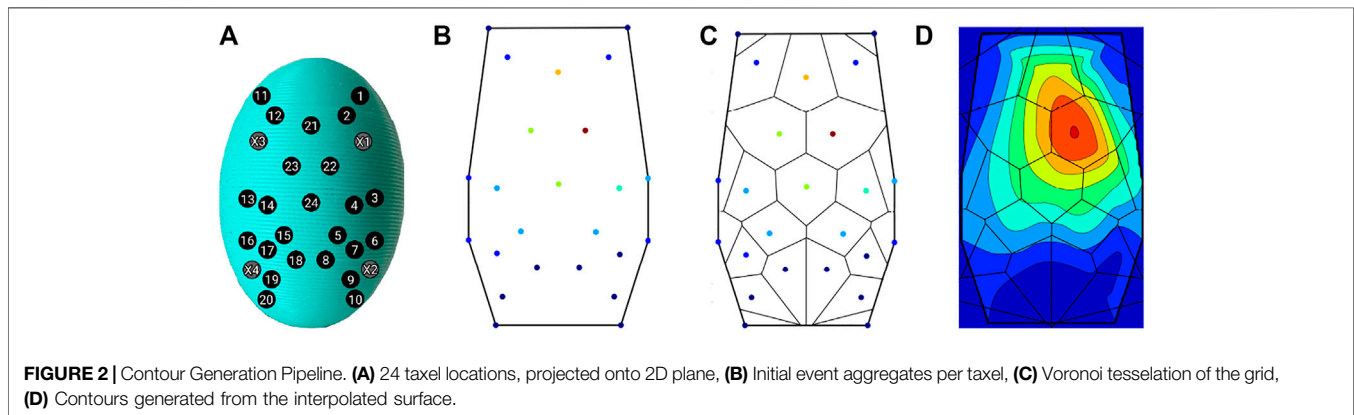 A
B
C
D
11
1
12
2
21
X3
X1
23
22
13
14
24
4
3
16
15
5
6
17
7
18
8
X4
X2
19
9
20
10
FIGURE 2 | Contour Generation Pipeline. (A) 24 taxel locations, projected onto 2D plane, (B) Initial event aggregates per taxel, (C) Voronoi tesselation of the grid,
(D) Contours generated from the interpolated surface.